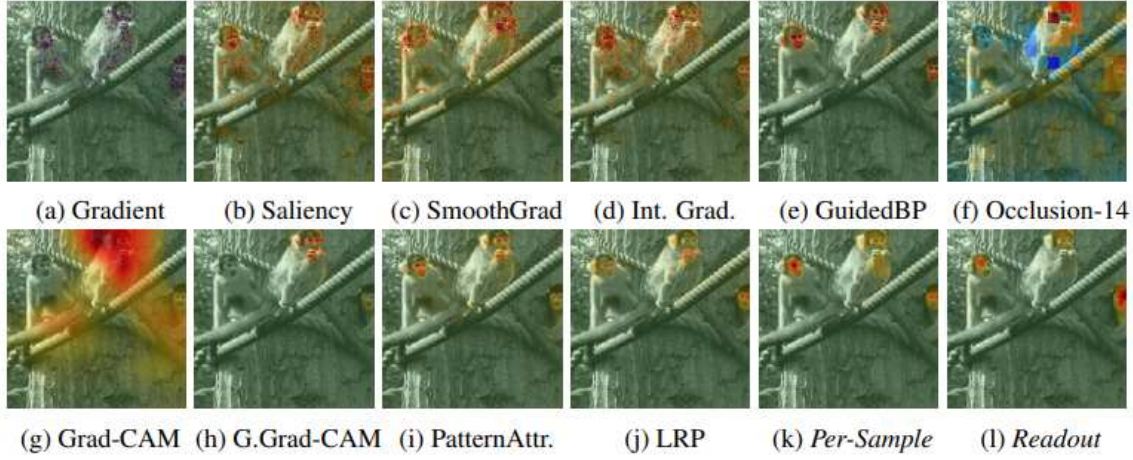 (a) Gradient (b) Saliency (c) SmoothGrad (d) Int. Grad. (e) GuidedBP (f) Occlusion-14
(g) Grad-CAM (h) G.Grad-CAM (i) PatternAttr. (j) LRP (k) Per-Sample (l) Readout